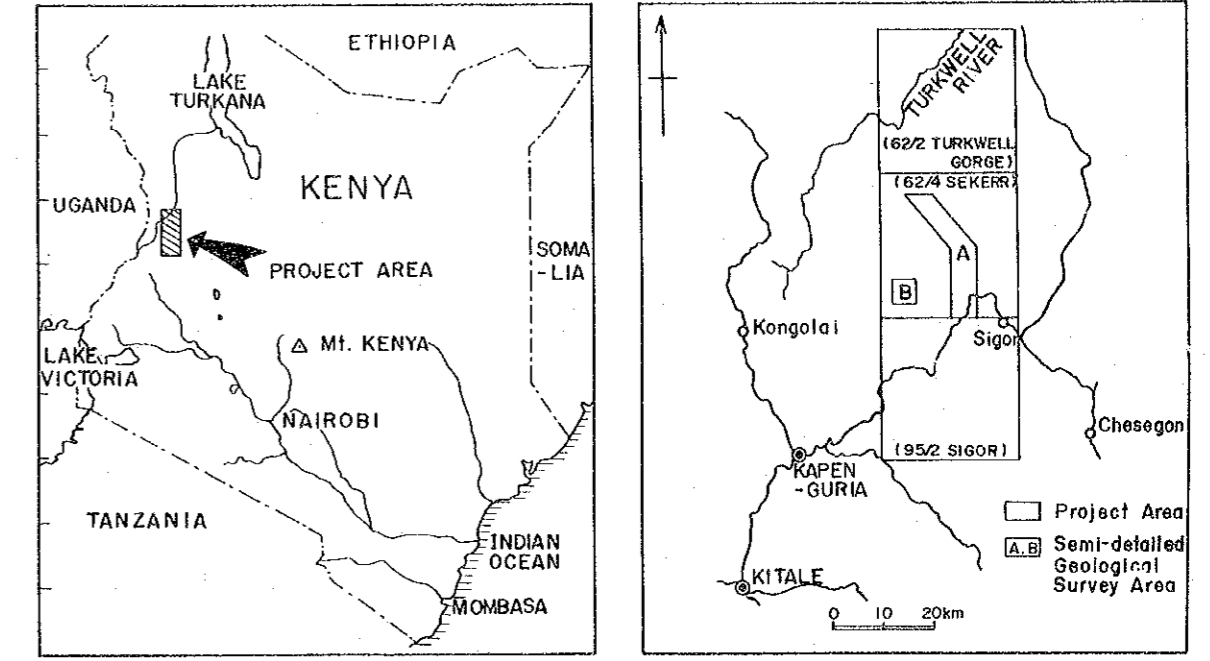 ETHIOPIA
LAKE
TURKANA
KENYA
UGANDA
SOMA
-LIA
PROJECT AREA
Mt. KENYA
LAKE
VICTORIA
NAIROBI
TANZANIA
INDIAN
OCEAN
MOMBASA
TURKWELL
RIVER
(62/2 TURKWELL
GORGE)
(62/4 SEKERR)
A
B
Kongolai
Sigor
Chesegon
(95/2 SIGOR)
KAPEN
-GURIA
Project Area
A.B Semi-detailed
Geological
Survey Area
KITALE
0 10 20km